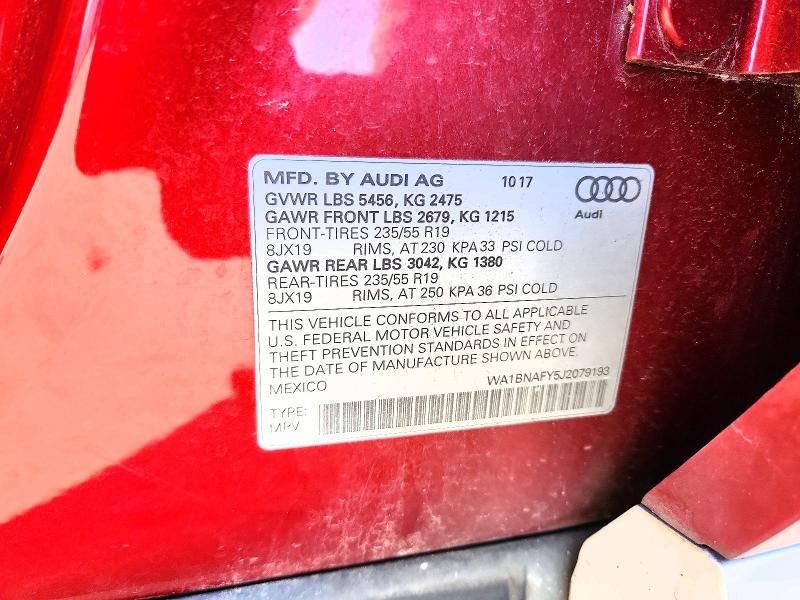 MFD. BY AUDI AG 10 17
Audi
GVWR LBS 5456, KG 2475
GAWR FRONT LBS 2679, KG 1215
FRONT-TIRES 235/55 R19
8JX19 RIMS, AT 230 KPA 33 PSI COLD
GAWR REAR LBS 3042, KG 1380
REAR-TIRES 235/55 R19
8JX19 RIMS, AT 250 KPA 36 PSI COLD
THIS VEHICLE CONFORMS TO ALL APPLICABLE
U.S. FEDERAL MOTOR VEHICLE SAFETY AND
THEFT PREVENTION STANDARDS IN EFFECT ON
THE DATE OF MANUFACTURE SHOWN ABOVE.
MEXICO WA1BNAFY5J2079193
TYPE:
MPV